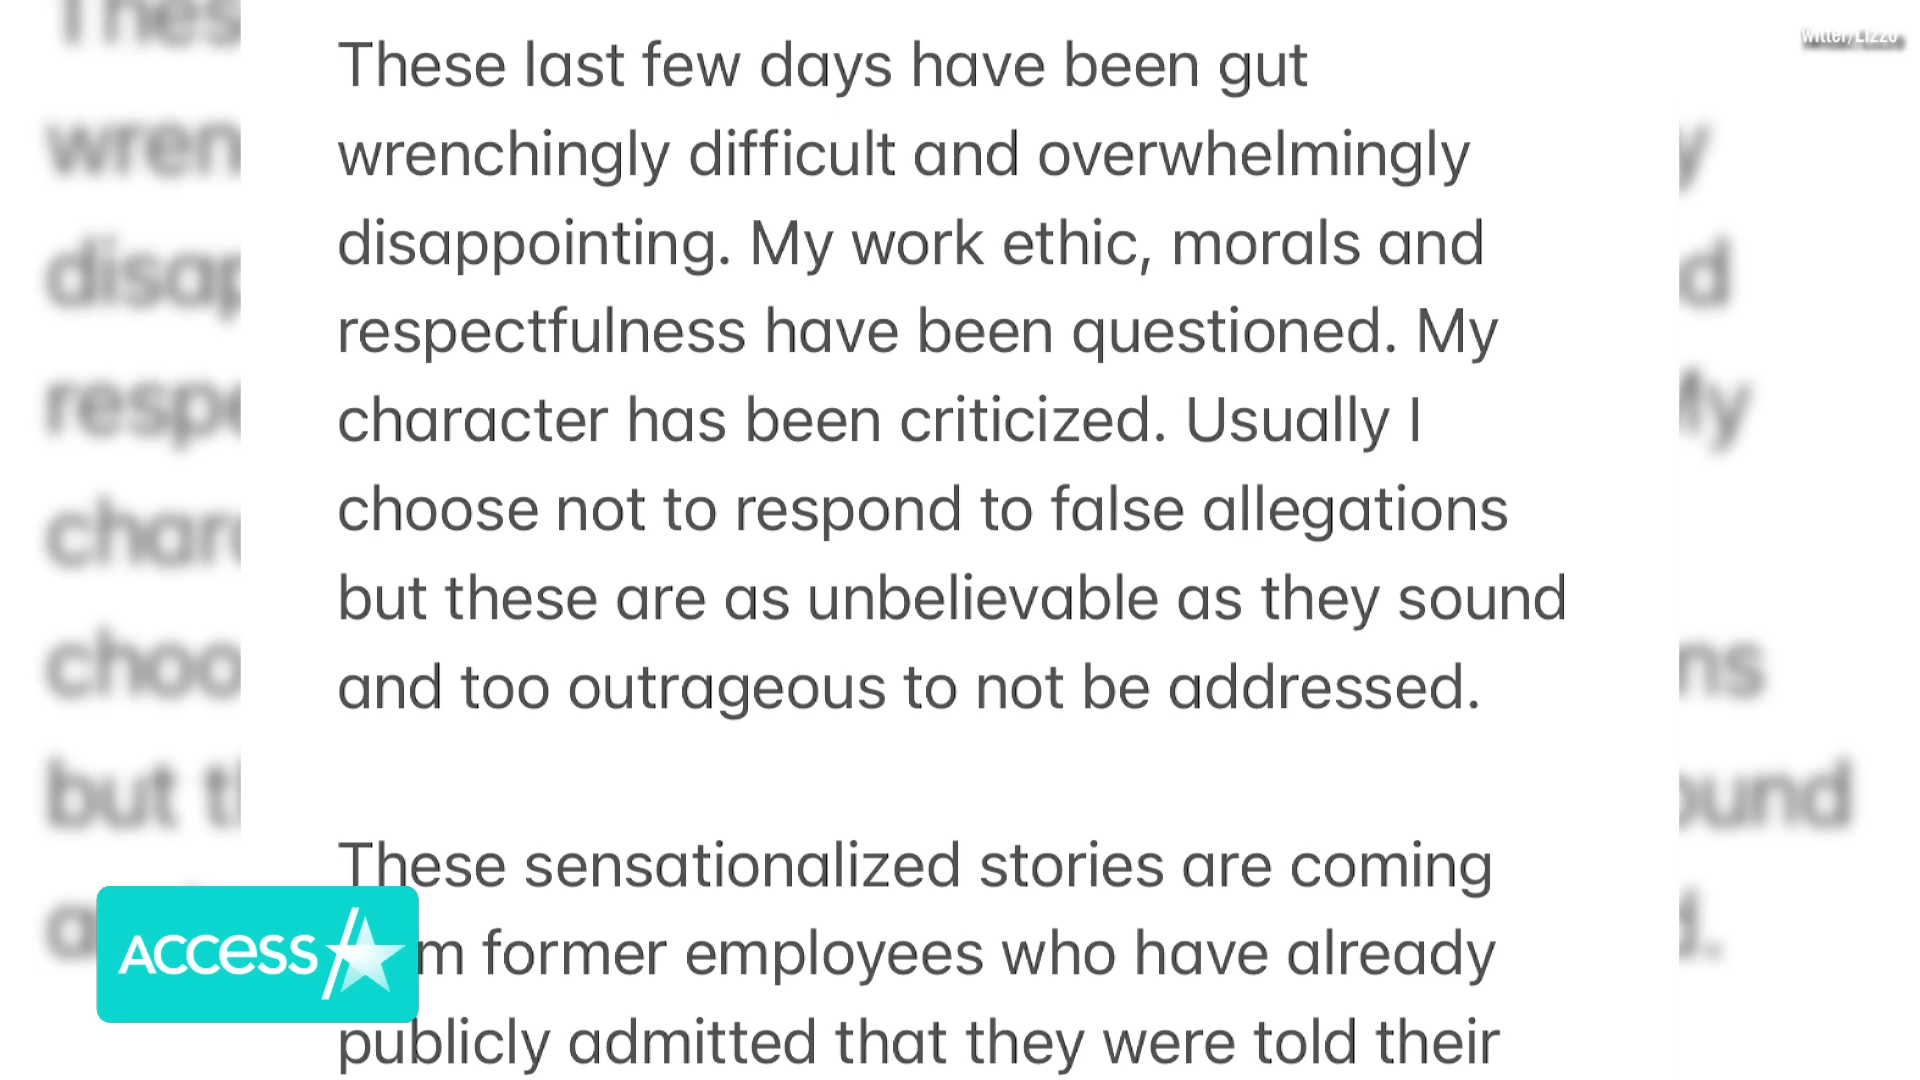 Twitter/Lizzo
These last few days have been gut
wrenchingly difficult and overwhelmingly
disappointing. My work ethic, morals and
respectfulness have been questioned. My
character has been criticized. Usually I
choose not to respond to false allegations
but these are as unbelievable as they sound
and too outrageous to not be addressed.
These sensationalized stories are coming
former employees who have already
publicly admitted that they were told their
ACCESS